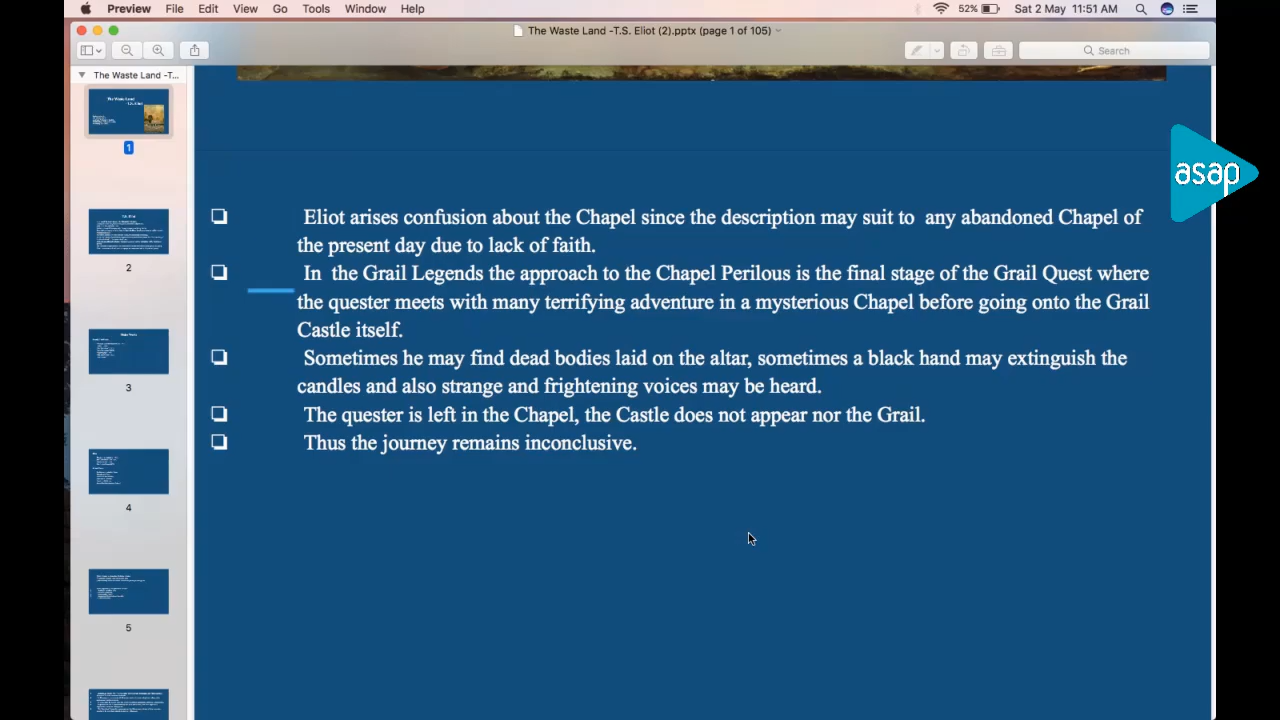 Preview File Edit View Go Tools Window Help 52% Sat 2 May 11:51 AM
The Waste Land -T.S. Eliot (2).pptx (page 1 of 105)
Search
The Waste Land -T...
1
2
3
4
5
asap
Eliot arises confusion about the Chapel since the description may suit to any abandoned Chapel of
the present day due to lack of faith.
In the Grail Legends the approach to the Chapel Perilous is the final stage of the Grail Quest where
the quester meets with many terrifying adventure in a mysterious Chapel before going onto the Grail
Castle itself.
Sometimes he may find dead bodies laid on the altar, sometimes a black hand may extinguish the
candles and also strange and frightening voices may be heard.
The quester is left in the Chapel, the Castle does not appear nor the Grail.
Thus the journey remains inconclusive.